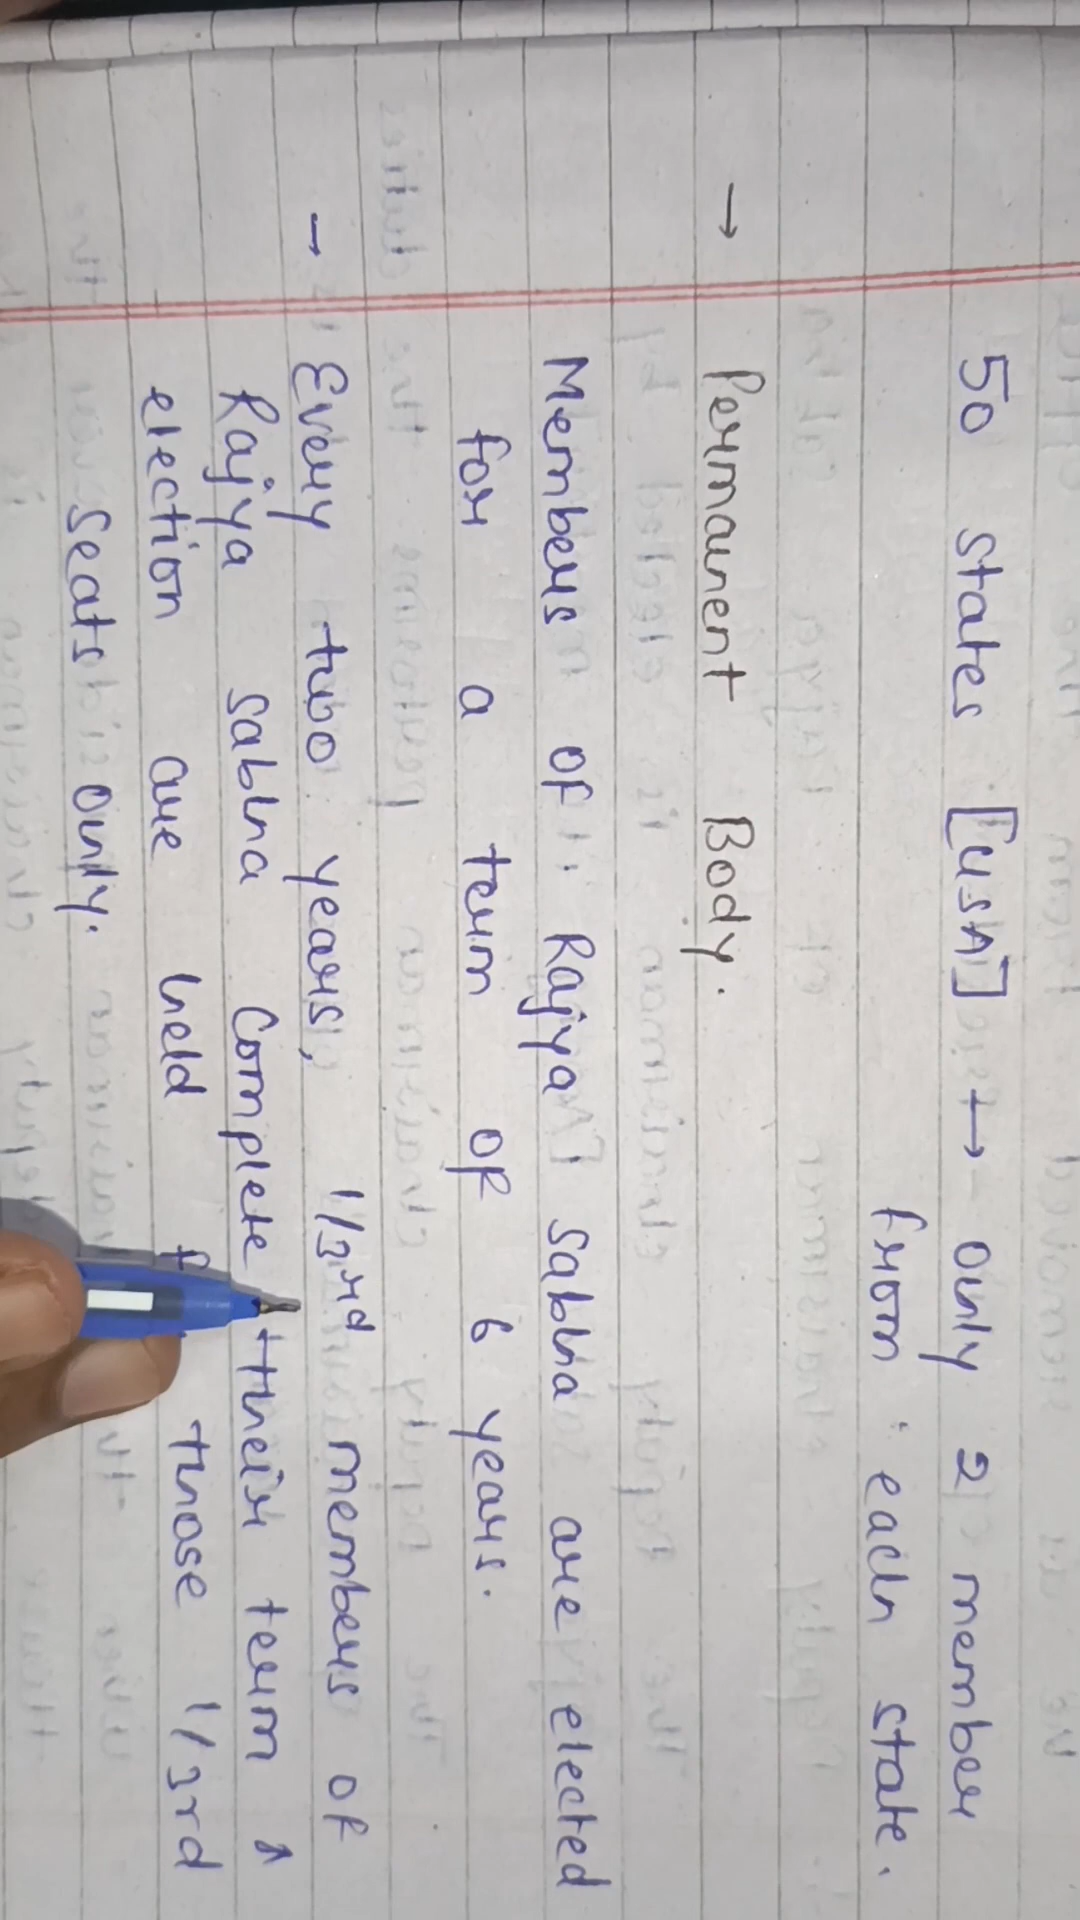 50 states [USA] → only 2 member
from each state.
→ Permanent Body.
Members of Rajya Sabha are elected
for a term of 6 years.
→ Every two years, 1/3rd members of
Rajya Sabha Complete their term &
election are held those 1/3rd
Seats only.